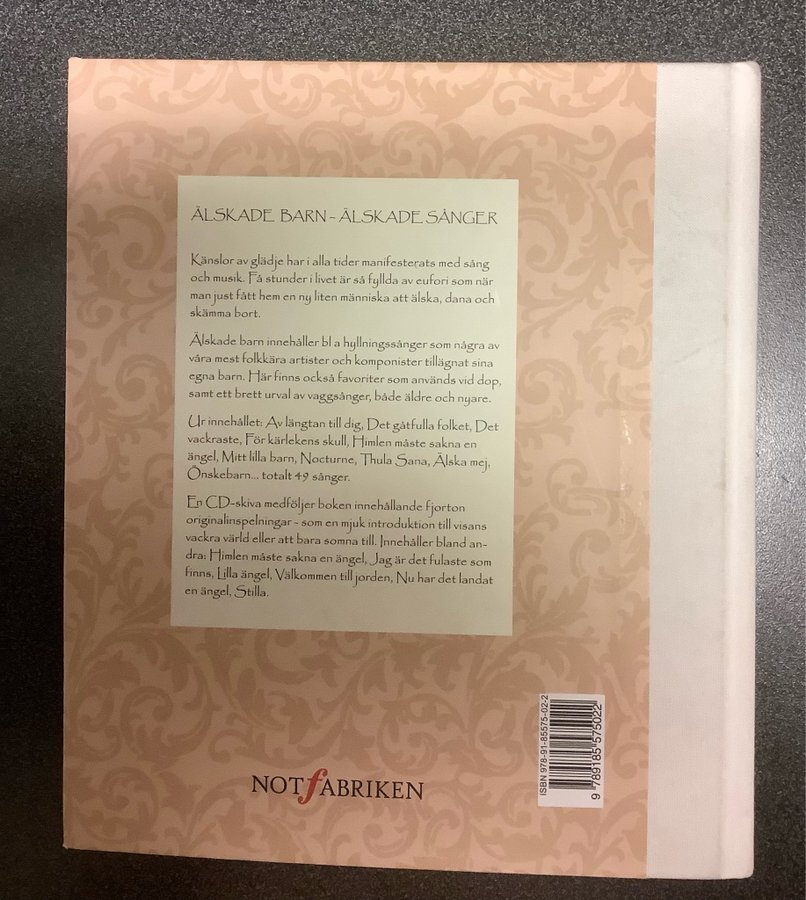 ÄLSKADE BARN – ÄLSKADE SÅNGER
Känslor av glädje har i alla tider manifesterats med sång
och musik. Få stunder i livet är så fyllda av eufori som när
man just fått hem en ny liten människa att älska, dana och
skämma bort.
Älskade barn innehåller bl a hyllningssånger som några av
våra mest folkkära artister och komponister tillägnat sina
egna barn. Här finns också favoriter som används vid dop,
samt ett brett urval av vaggsånger, både äldre och nyare.
Ur innehållet: Av längtan till dig, Det gåtfulla folket, Det
vackraste, För kärlekens skull, Himlen måste sakna en
ängel, Mitt lilla barn, Nocturne, Thula Sana, Älska mej,
Önskebarn... totalt 49 sånger.
En CD-skiva medföljer boken innehållande fjorton
originalinspelningar - som en mjuk introduktion till visans
vackra värld eller att bara somna till. Innehåller bland an-
dra: Himlen måste sakna en ängel, Jag är det fulaste som
finns, Lilla ängel, Välkommen till jorden, Nu har det landat
en ängel, Stilla.
NOTfABRIKEN
ISBN 978-91-85575-02-2
9 789185 575022